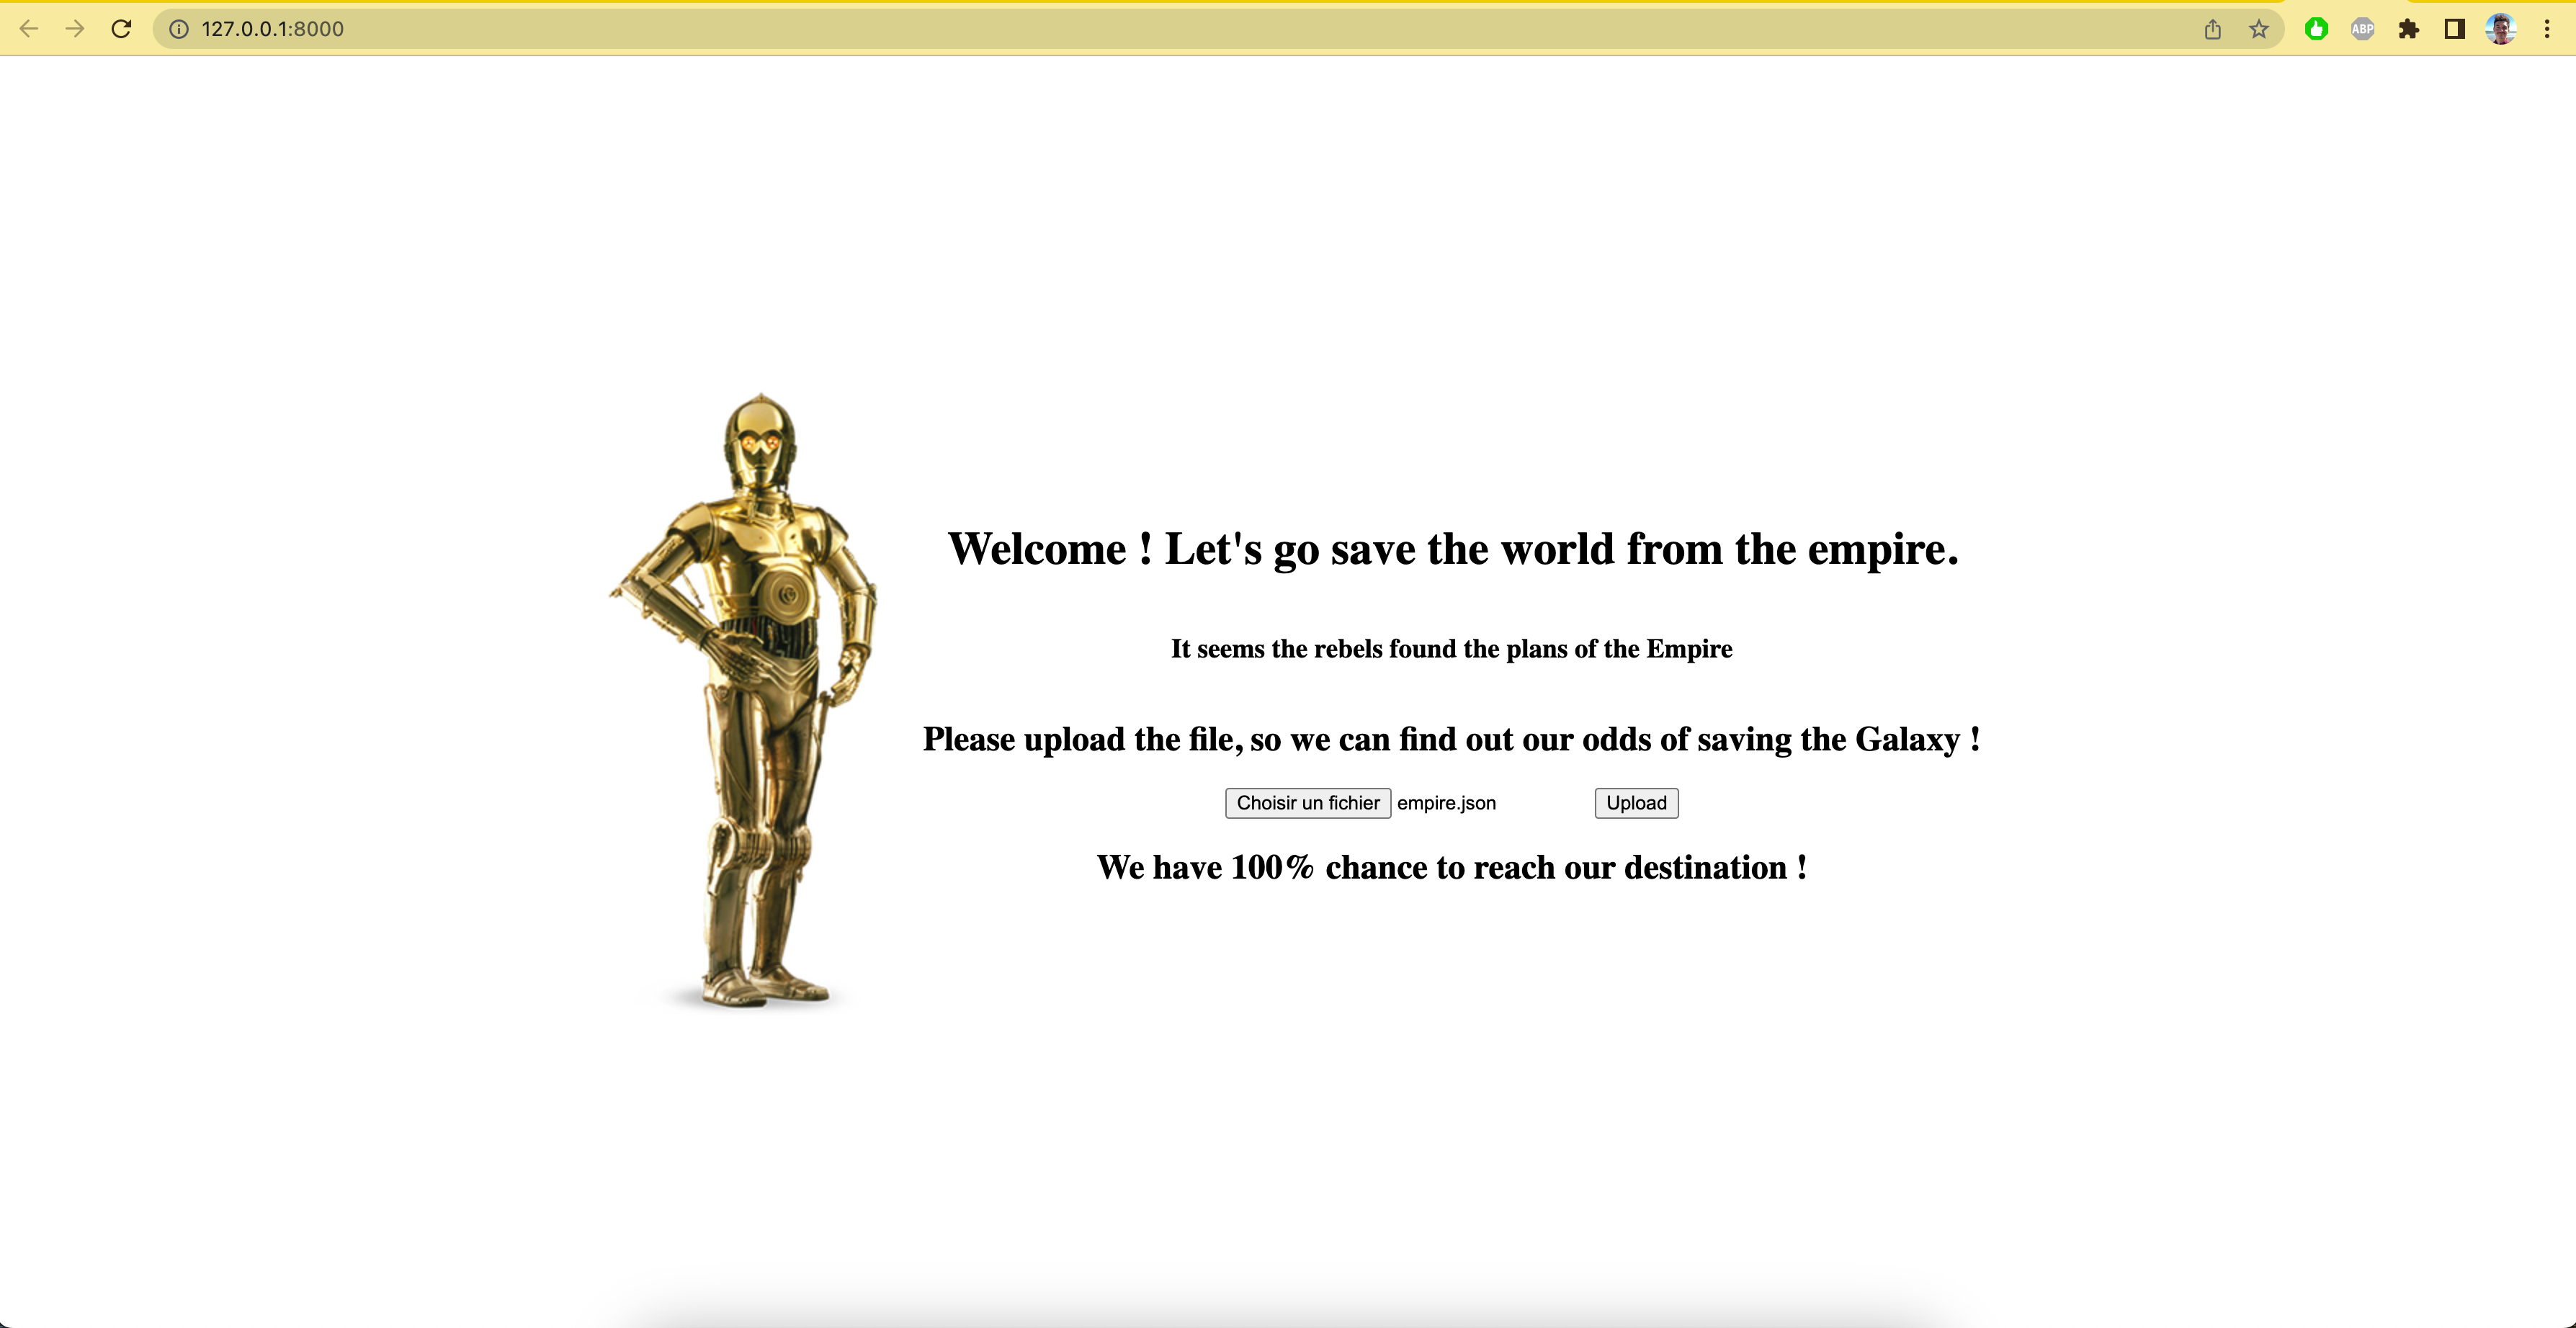 127.0.0.1:8000
ABP
Welcome ! Let's go save the world from the empire.
It seems the rebels found the plans of the Empire
Please upload the file, so we can find out our odds of saving the Galaxy !
Choisir un fichier empire.json Upload
We have 100% chance to reach our destination !